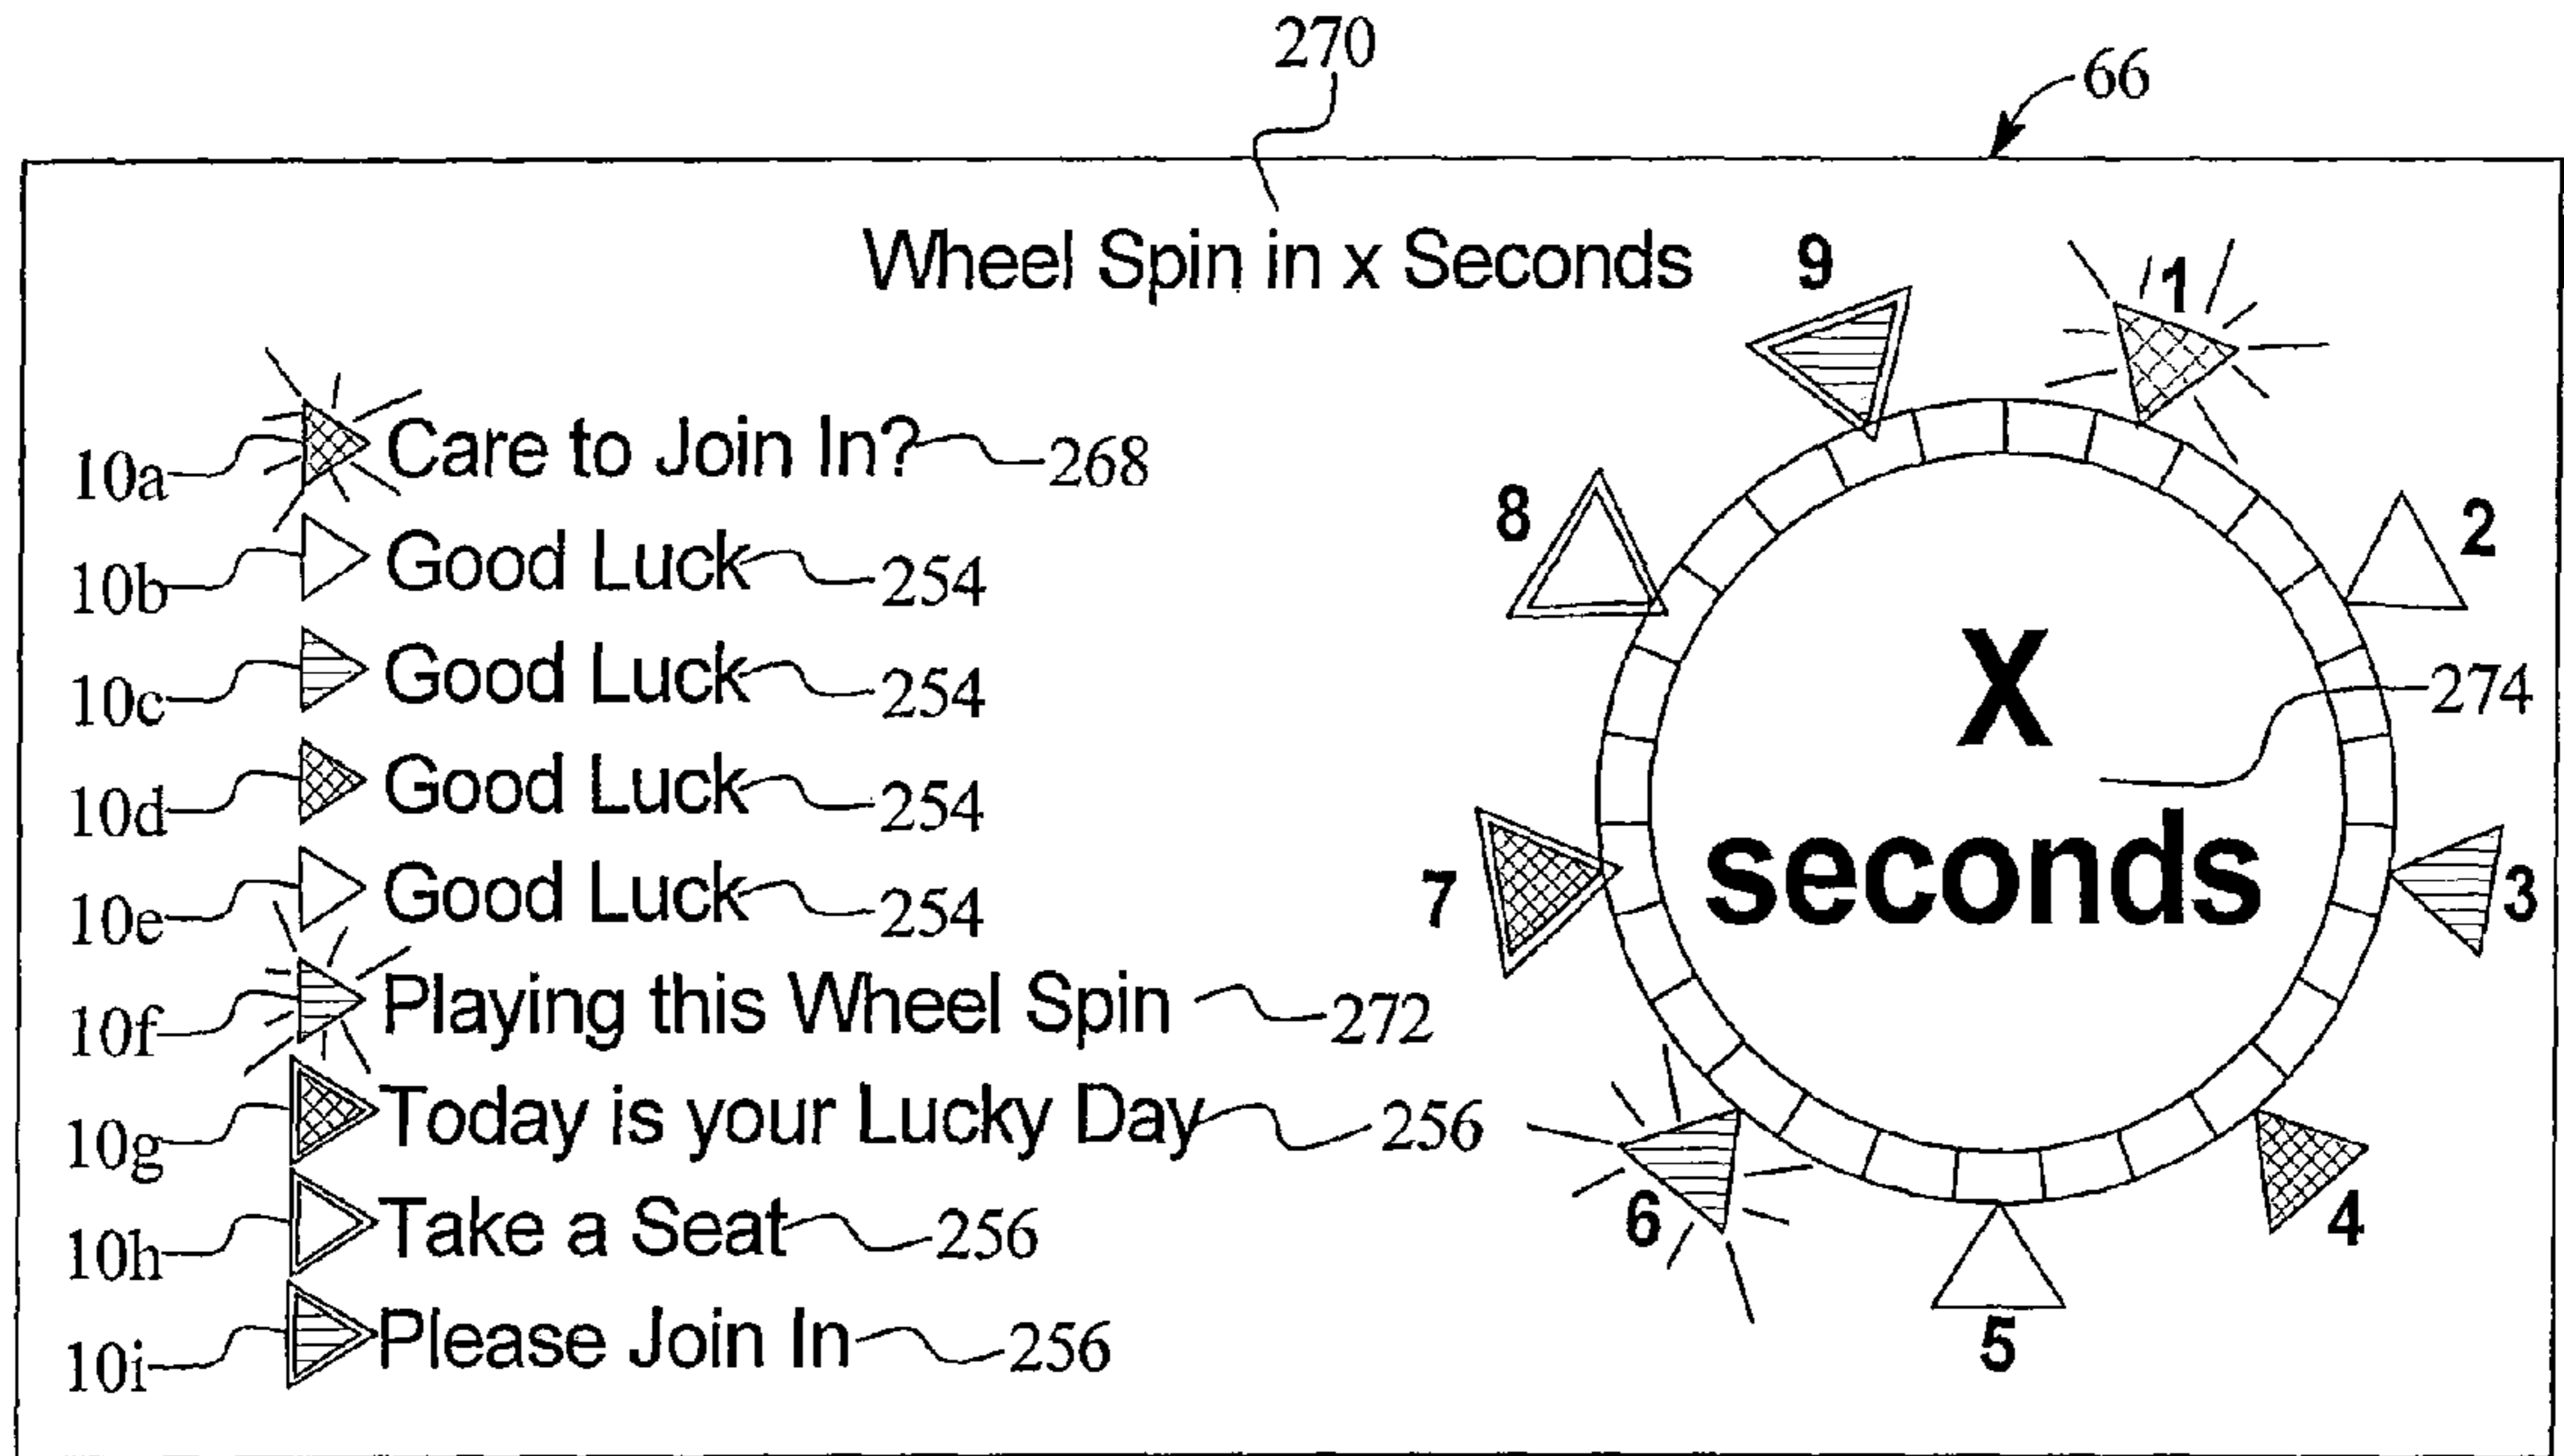 270
66
Wheel Spin in x Seconds
9
1
10a Care to Join In? 268
8
2
10b Good Luck 254
10c Good Luck 254
X
274
10d Good Luck 254
seconds
10e Good Luck 254
7
3
10f Playing this Wheel Spin 272
10g Today is your Lucky Day 256
6
4
10h Take a Seat 256
5
10i Please Join In 256